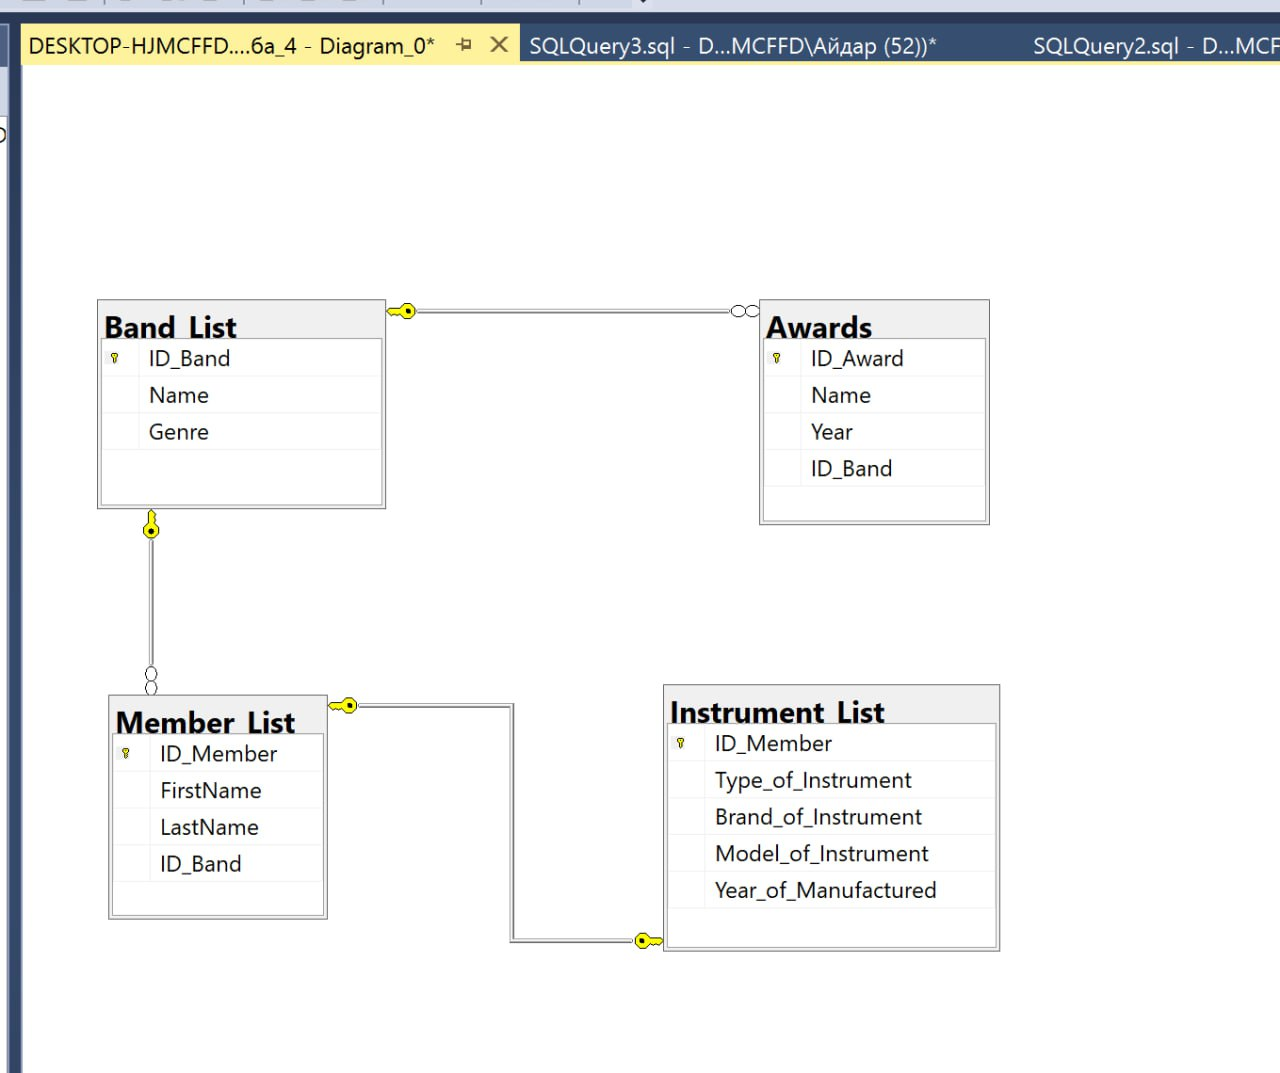 DESKTOP-HJMCFFD....ба_4 - Diagram_0*
SQLQuery3.sql - D...MCFFD\Айдар (52))*
SQLQuery2.sql - D...MCF
Band_List
ID_Band
Name
Genre
Awards
ID_Award
Name
Year
ID_Band
Member_List
ID_Member
FirstName
LastName
ID_Band
Instrument_List
ID_Member
Type_of_Instrument
Brand_of_Instrument
Model_of_Instrument
Year_of_Manufactured